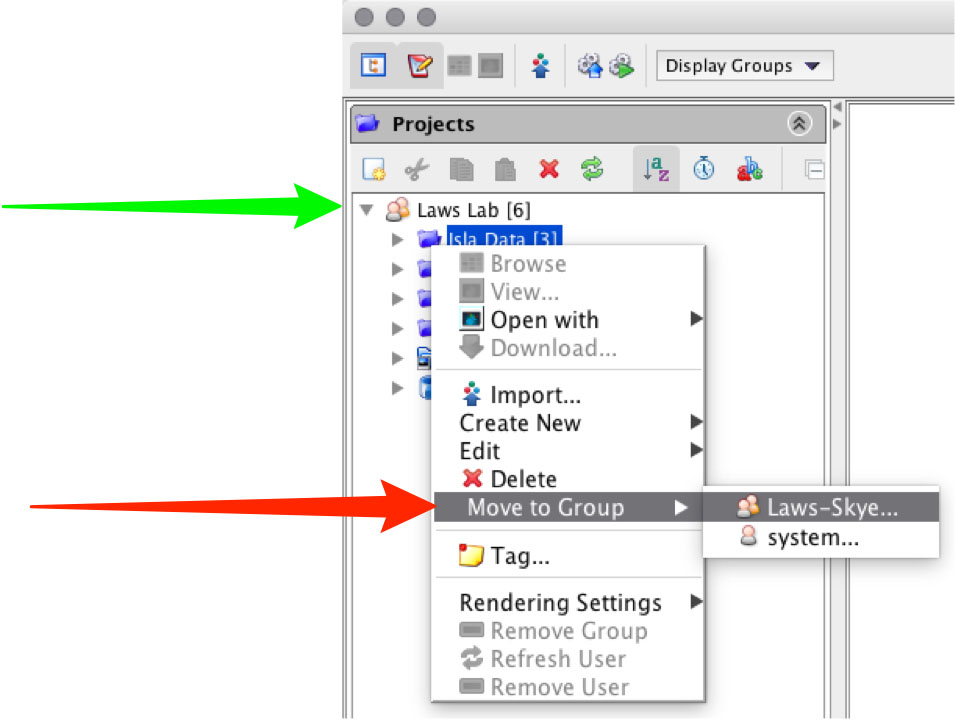 Display Groups
Projects
Laws Lab [6]
Isla Data [3]
Browse
View...
Open with
Download...
Import...
Create New
Edit
Delete
Move to Group
Laws-Skye...
system...
Tag...
Rendering Settings
Remove Group
Refresh User
Remove User